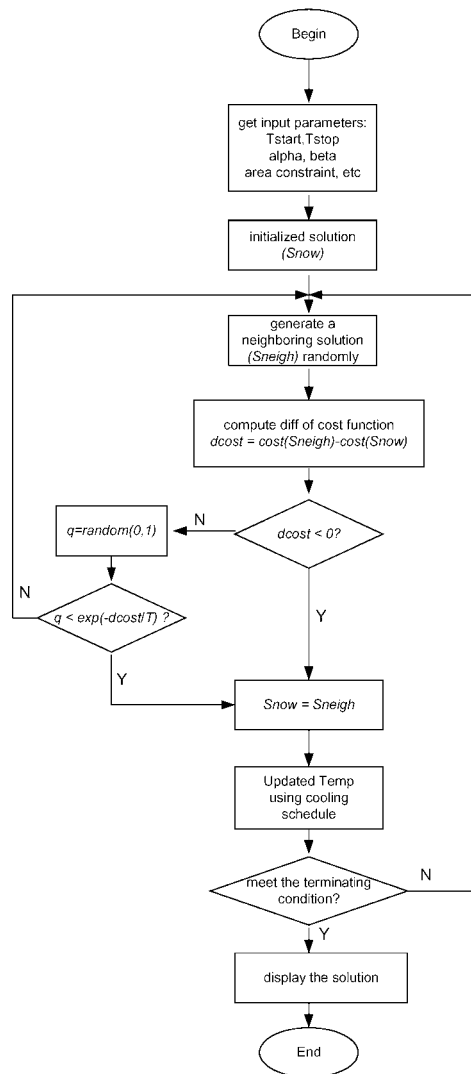 Begin
get input parameters:
Tstart,Tstop
alpha, beta
area constraint, etc
initialized solution
(Snow)
generate a
neighboring solution
(Sneigh) randomly
compute diff of cost function
dcost = cost(Sneigh)-cost(Snow)
dcost < 0?
N
q=random(0,1)
N
q < exp(-dcost/T) ?
Y
Y
Snow = Sneigh
Updated Temp
using cooling
schedule
meet the terminating
condition?
N
Y
display the solution
End